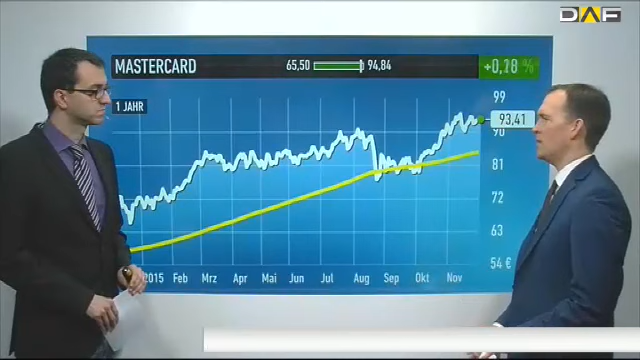 DAF
MASTERCARD 65,50 94,84 +0,18 %
1 JAHR
99
93,41
90
81
72
63
54 €
2015 Feb Mrz Apr Mai Jun Jul Aug Sep Okt Nov